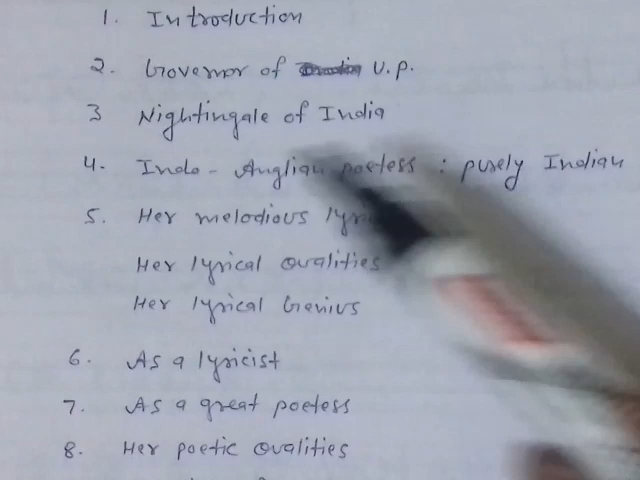 1. Introduction
2. Governor of U.P.
3 Nightingale of India
4. Indo - Anglian poetess : purely Indian
5. Her melodious
Her lyrical Qualities
Her lyrical Genius
6. As a lyricist
7. As a great poetess
8. Her poetic Qualities